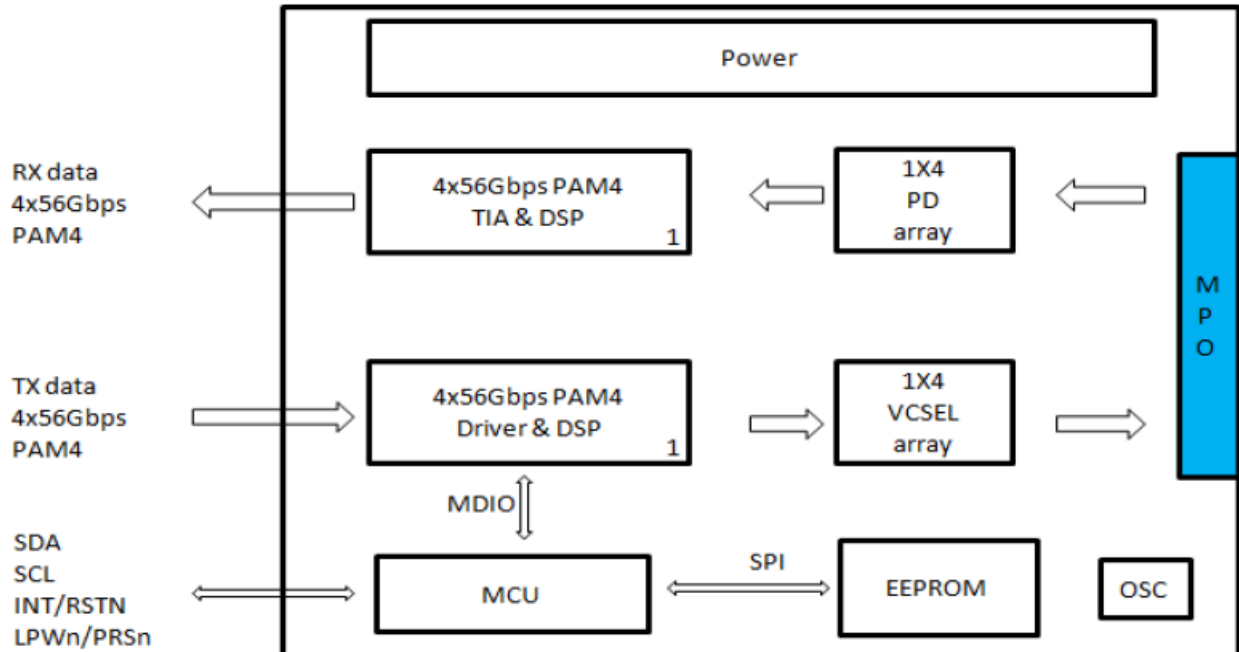 Power
RX data
4x56Gbps
PAM4
4x56Gbps PAM4
TIA & DSP
1
1X4
PD
array
M
P
O
TX data
4x56Gbps
PAM4
4x56Gbps PAM4
Driver & DSP
1
1X4
VCSEL
array
MDIO
SDA
SCL
INT/RSTN
LPWn/PRSn
MCU
SPI
EEPROM
OSC